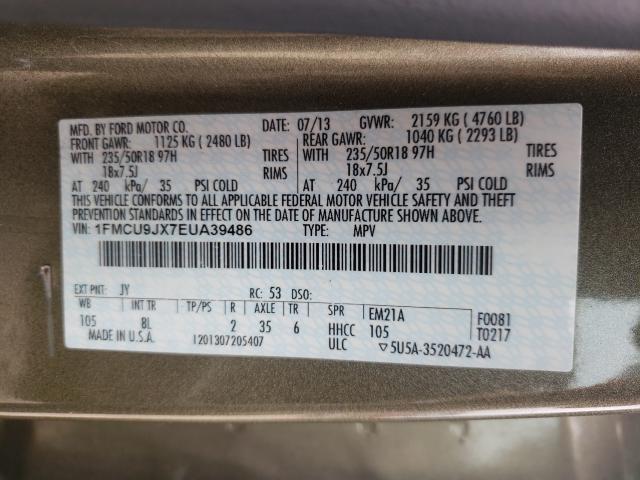 MFD. BY FORD MOTOR CO. DATE: 07/13 GVWR: 2159 KG ( 4760 LB)
FRONT GAWR: 1125 KG ( 2480 LB) REAR GAWR: 1040 KG ( 2293 LB)
WITH 235/50R18 97H TIRES WITH 235/50R18 97H TIRES
18x7.5J RIMS 18x7.5J RIMS
AT 240 kPa/ 35 PSI COLD AT 240 kPa/ 35 PSI COLD
THIS VEHICLE CONFORMS TO ALL APPLICABLE FEDERAL MOTOR VEHICLE SAFETY AND THEFT
PREVENTION STANDARDS IN EFFECT ON THE DATE OF MANUFACTURE SHOWN ABOVE.
VIN: 1FMCU9JX7EUA39486 TYPE: MPV
EXT PNT: JY RC: 53 DSO:
WB INT TR TP/PS R AXLE TR SPR EM21A F0081
105 BL 2 35 6 HHCC 105 T0217
MADE IN U.S.A. 1201307205407 ULC ▽5U5A-3520472-AA